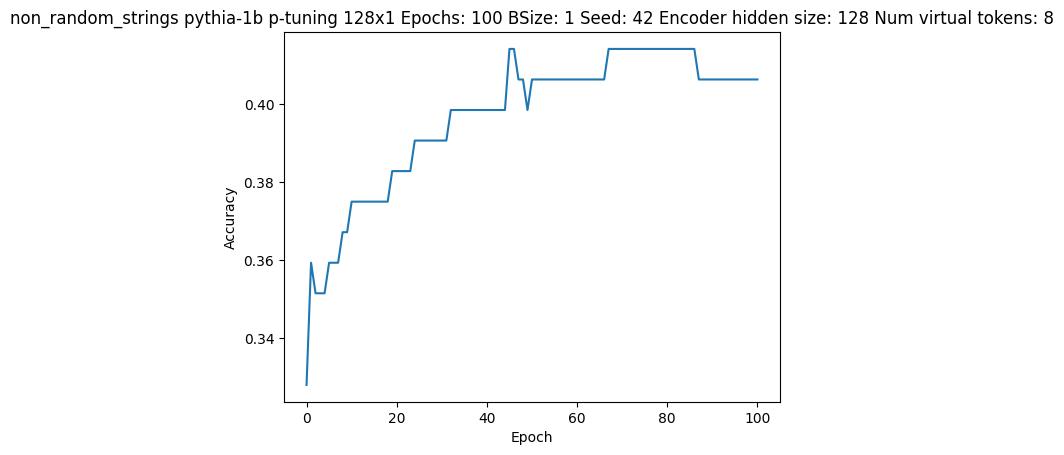 non_random_strings pythia-1b p-tuning 128x1 Epochs: 100 BSize: 1 Seed: 42 Encoder hidden size: 128 Num virtual tokens: 8
0.40
0.38
0.36
0.34
Accuracy
0 20 40 60 80 100
Epoch